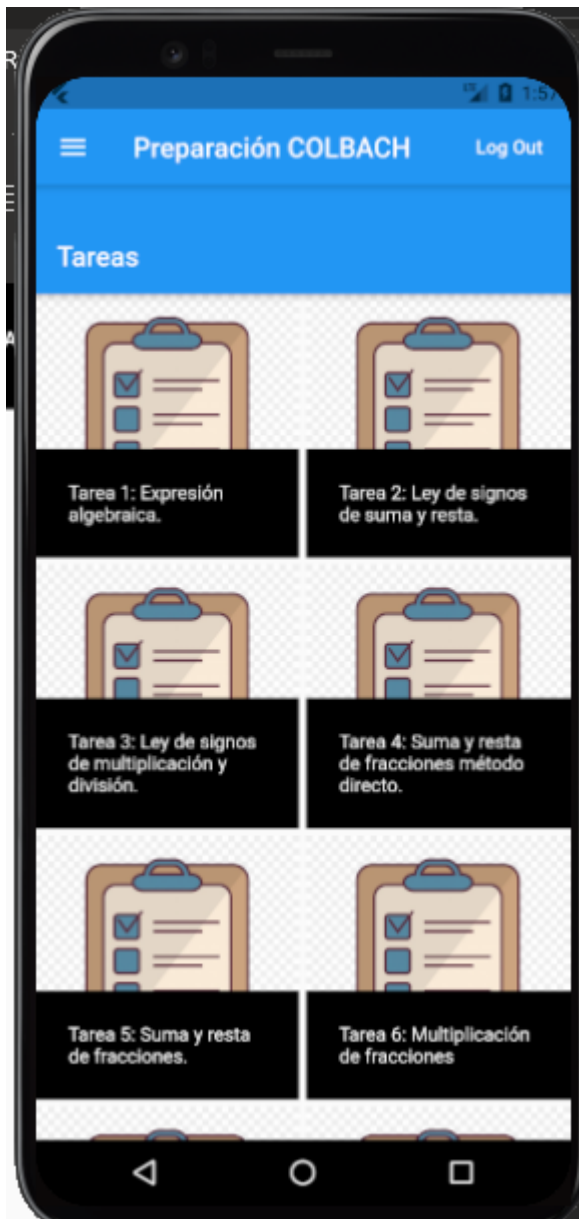 R
1:57
Preparación COLBACH
Log Out
Tareas
Tarea 1: Expresión
algebraica.
Tarea 2: Ley de signos
de suma y resta.
Tarea 3: Ley de signos
de multiplicación y
división.
Tarea 4: Suma y resta
de fracciones método
directo.
Tarea 5: Suma y resta
de fracciones.
Tarea 6: Multiplicación
de fracciones